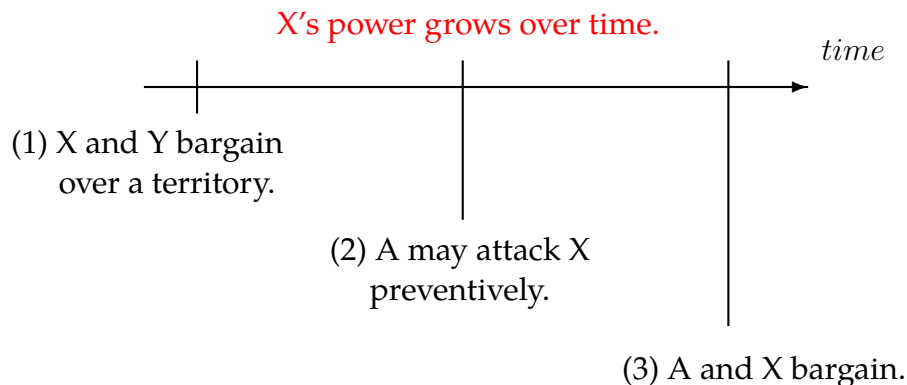 X's power grows over time.
time
(1) X and Y bargain
over a territory.
(2) A may attack X
preventively.
(3) A and X bargain.